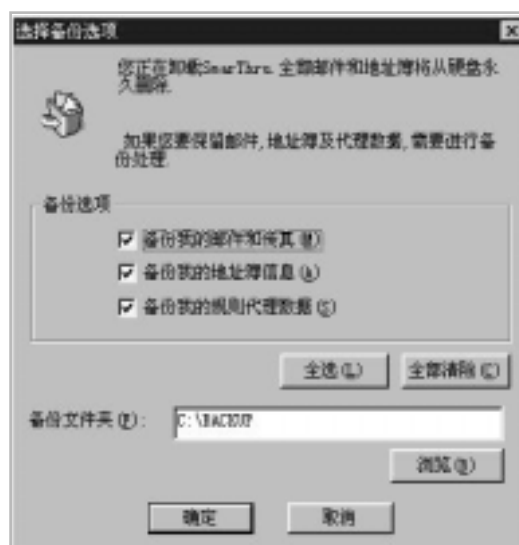 选择备份选项
您正在卸载SmarThru. 全部邮件和地址簿将从硬盘永
久删除.
如果您要保留邮件, 地址簿及代理数据, 需要进行备
份处理.
备份选项
备份我的邮件和传真(M)
备份我的地址簿信息(A)
备份我的规则代理数据(S)
全选(L)
全部清除(C)
备份文件夹(F):
C:\BACKUP
浏览(B)
确定
取消